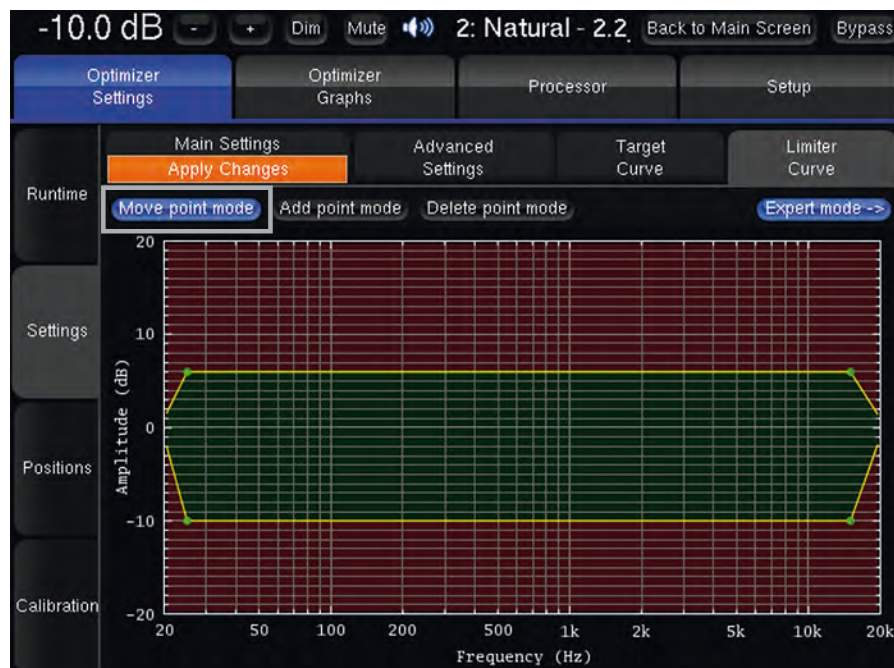 -10.0 dB - + Dim Mute 2: Natural - 2.2. Back to Main Screen Bypass
Optimizer Settings
Optimizer Graphs
Processor
Setup
Runtime
Settings
Positions
Calibration
Main Settings
Apply Changes
Advanced Settings
Target Curve
Limiter Curve
Move point mode Add point mode Delete point mode Expert mode ->
Amplitude (dB)
20
10
0
-10
-20
20 50 100 200 500 1k 2k 5k 10k 20k
Frequency (Hz)